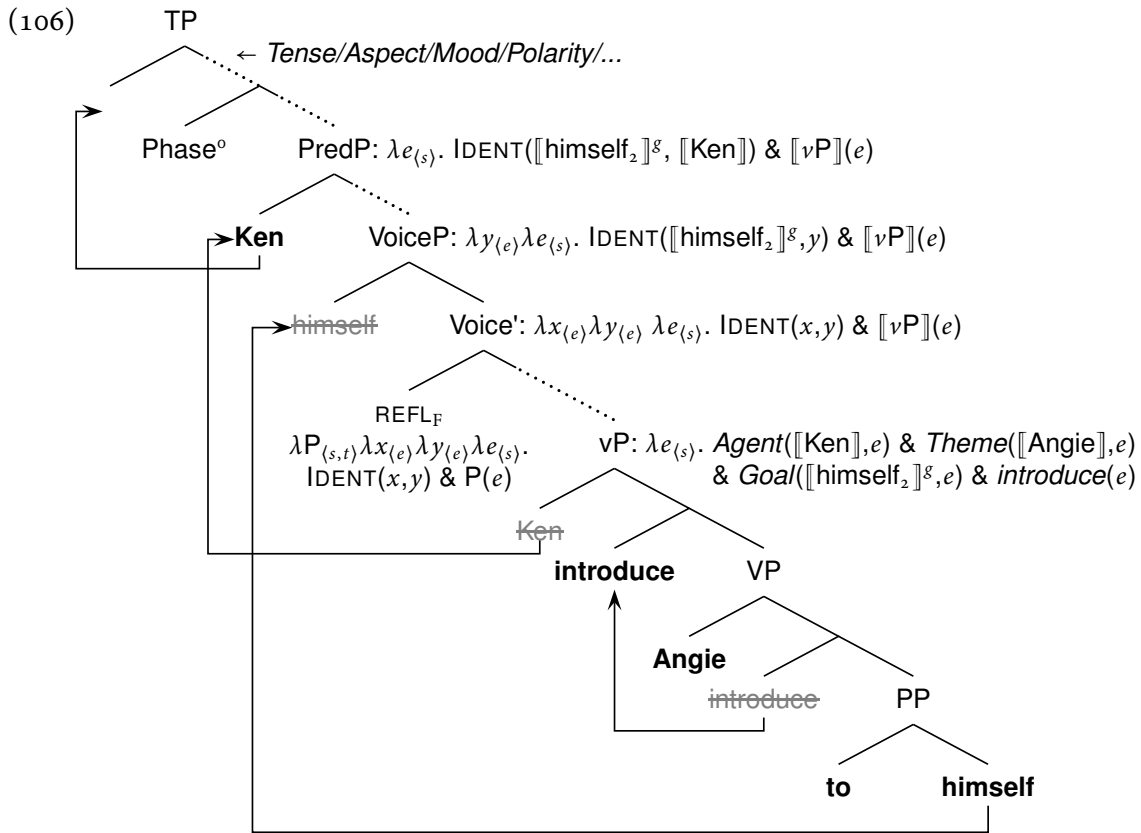 (106) TP
← Tense/Aspect/Mood/Polarity/...
Phase° PredP: λe⟨s⟩. IDENT(⟦himself₂⟧ᵍ, ⟦Ken⟧) & ⟦vP⟧(e)
Ken VoiceP: λy⟨e⟩λe⟨s⟩. IDENT(⟦himself₂⟧ᵍ,y) & ⟦vP⟧(e)
himself Voice': λx⟨e⟩λy⟨e⟩ λe⟨s⟩. IDENT(x,y) & ⟦vP⟧(e)
REFL_F
λP⟨s,t⟩λx⟨e⟩λy⟨e⟩λe⟨s⟩. vP: λe⟨s⟩. Agent(⟦Ken⟧,e) & Theme(⟦Angie⟧,e)
IDENT(x,y) & P(e) & Goal(⟦himself₂⟧ᵍ,e) & introduce(e)
Ken
introduce VP
Angie
introduce PP
to himself